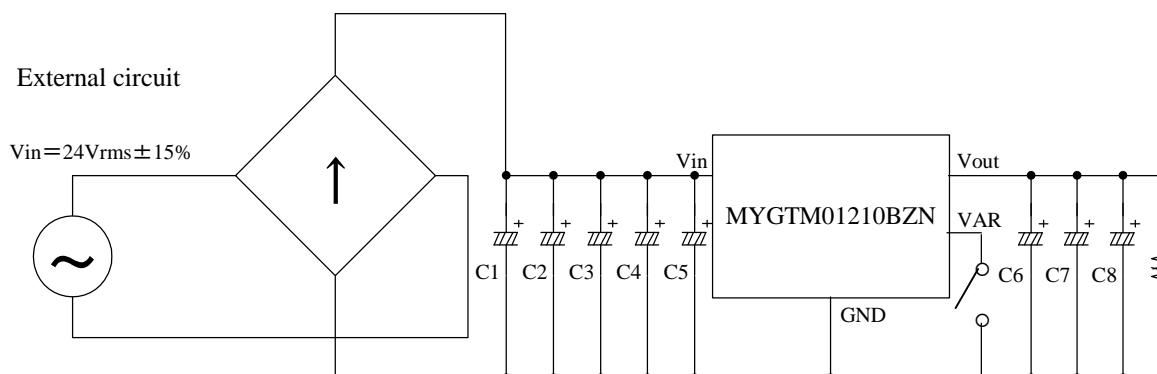 External circuit
Vin=24Vrms±15%
Vin
Vout
MYGTM01210BZN
VAR
+
+
+
+
+
+
+
+
C1
C2
C3
C4
C5
C6
C7
C8
GND